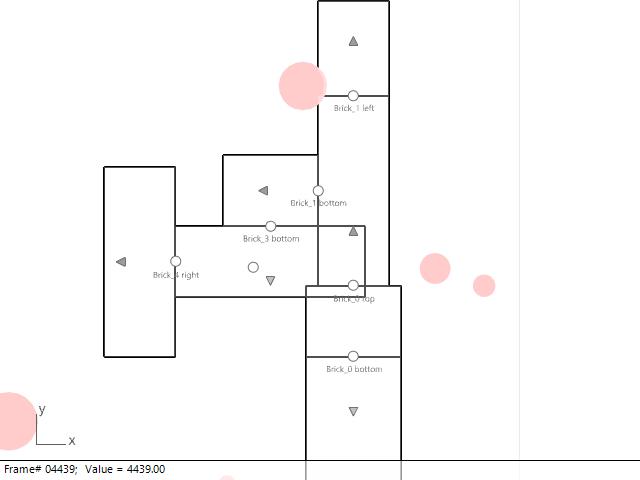 Brick_1 left
Brick_1 bottom
Brick_3 bottom
Brick_4 right
Brick_0 top
Brick_0 bottom
y
x
Frame# 04439; Value = 4439.00